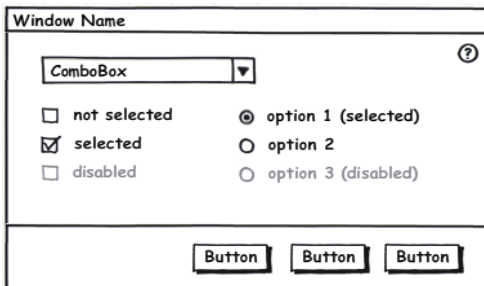 Window Name
?
ComboBox
not selected
option 1 (selected)
selected
option 2
disabled
option 3 (disabled)
Button Button Button